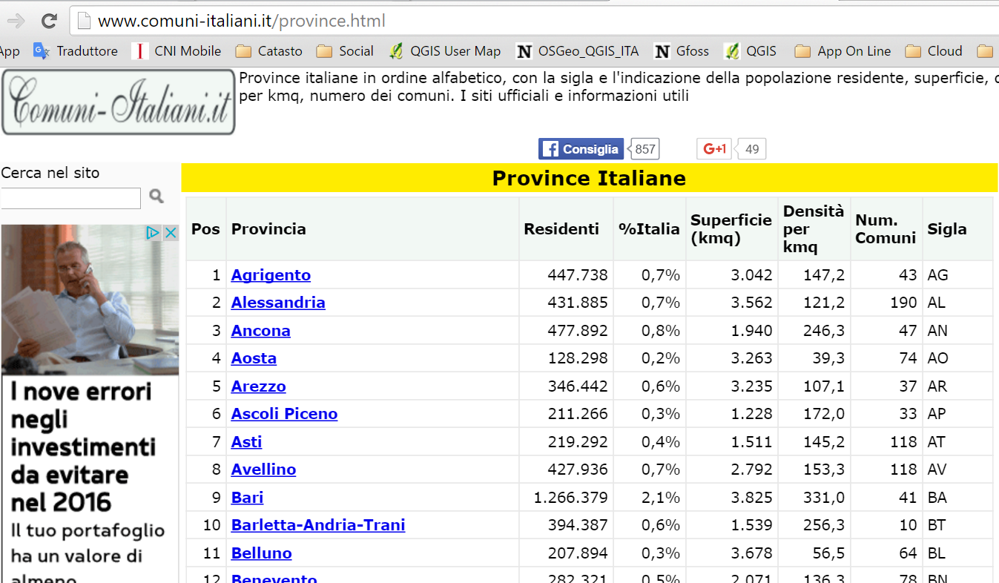 www.comuni-italiani.it/province.html
App Traduttore CNI Mobile Catasto Social QGIS User Map OSGeo_QGIS_ITA Gfoss QGIS App On Line Cloud
Comuni-Italiani.it
Province italiane in ordine alfabetico, con la sigla e l'indicazione della popolazione residente, superficie,
per kmq, numero dei comuni. I siti ufficiali e informazioni utili
Consiglia 857 G+1 49
Cerca nel sito
Province Italiane
Pos Provincia Residenti %Italia Superficie (kmq) Densità per kmq Num. Comuni Sigla
1 Agrigento 447.738 0,7% 3.042 147,2 43 AG
2 Alessandria 431.885 0,7% 3.562 121,2 190 AL
3 Ancona 477.892 0,8% 1.940 246,3 47 AN
4 Aosta 128.298 0,2% 3.263 39,3 74 AO
5 Arezzo 346.442 0,6% 3.235 107,1 37 AR
6 Ascoli Piceno 211.266 0,3% 1.228 172,0 33 AP
7 Asti 219.292 0,4% 1.511 145,2 118 AT
8 Avellino 427.936 0,7% 2.792 153,3 118 AV
9 Bari 1.266.379 2,1% 3.825 331,0 41 BA
10 Barletta-Andria-Trani 394.387 0,6% 1.539 256,3 10 BT
11 Belluno 207.894 0,3% 3.678 56,5 64 BL
12 Benevento 282.321 0,5% 2.071 136,3 78 BN
I nove errori
negli
investimenti
da evitare
nel 2016
Il tuo portafoglio
ha un valore di
almeno